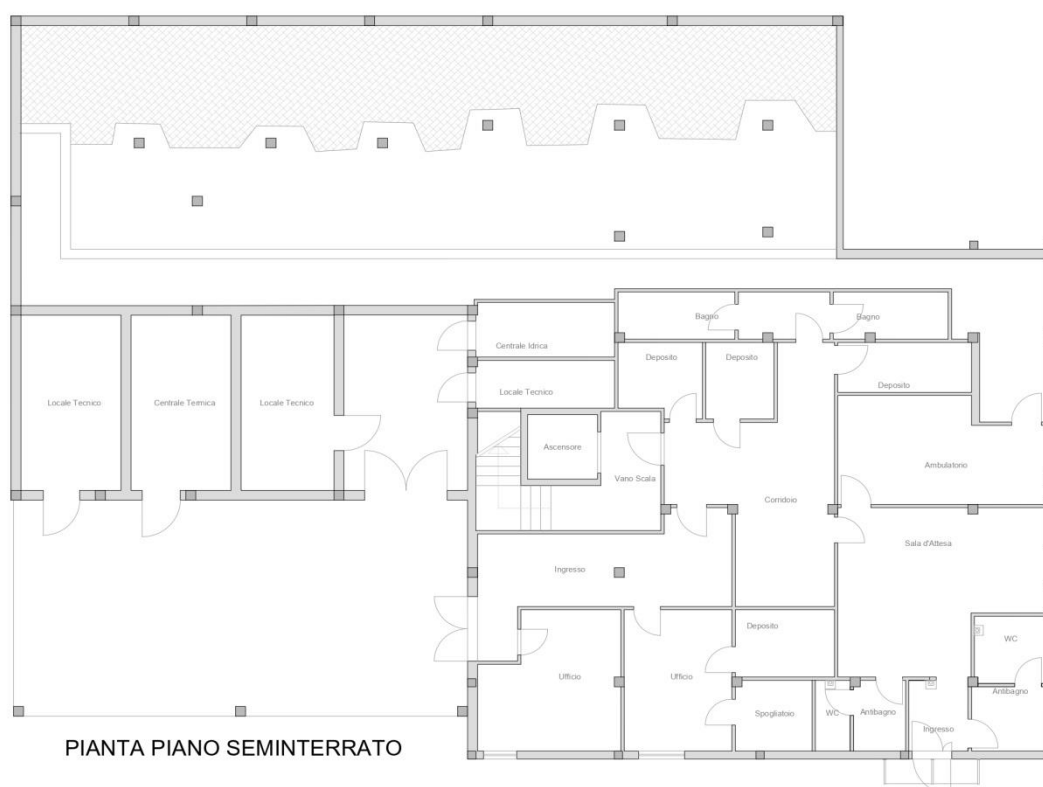 Bagno
Bagno
Centrale Idrica
Deposito
Deposito
Deposito
Locale Tecnico
Locale Tecnico
Centrale Termica
Locale Tecnico
Ascensore
Ambulatorio
Vano Scala
Corridoio
Sala d'Attesa
Ingresso
Deposito
WC
Ufficio
Ufficio
Antibagno
Spogliatoio
WC
Antibagno
Ingresso
PIANTA PIANO SEMINTERRATO